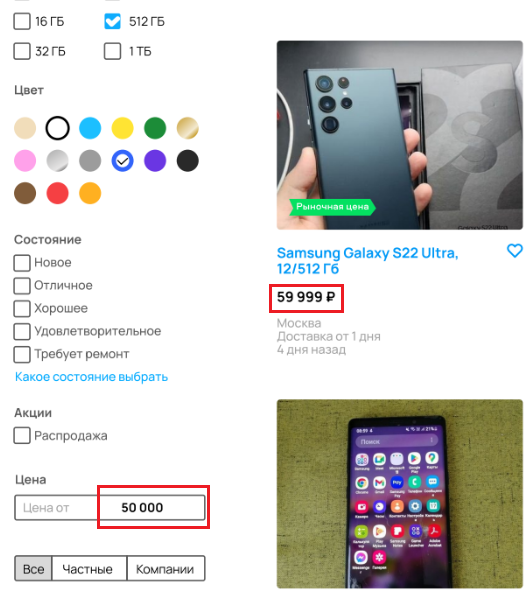 16 ГБ
512 ГБ
32 ГБ
1 ТБ
Цвет
Состояние
Новое
Отличное
Хорошее
Удовлетворительное
Требует ремонт
Какое состояние выбрать
Акции
Распродажа
Цена
Цена от
50 000
Все
Частные
Компании
Рыночная цена
Samsung Galaxy S22 Ultra,
12/512 Гб
59 999 ₽
Москва
Доставка от 1 дня
4 дня назад
Поиск